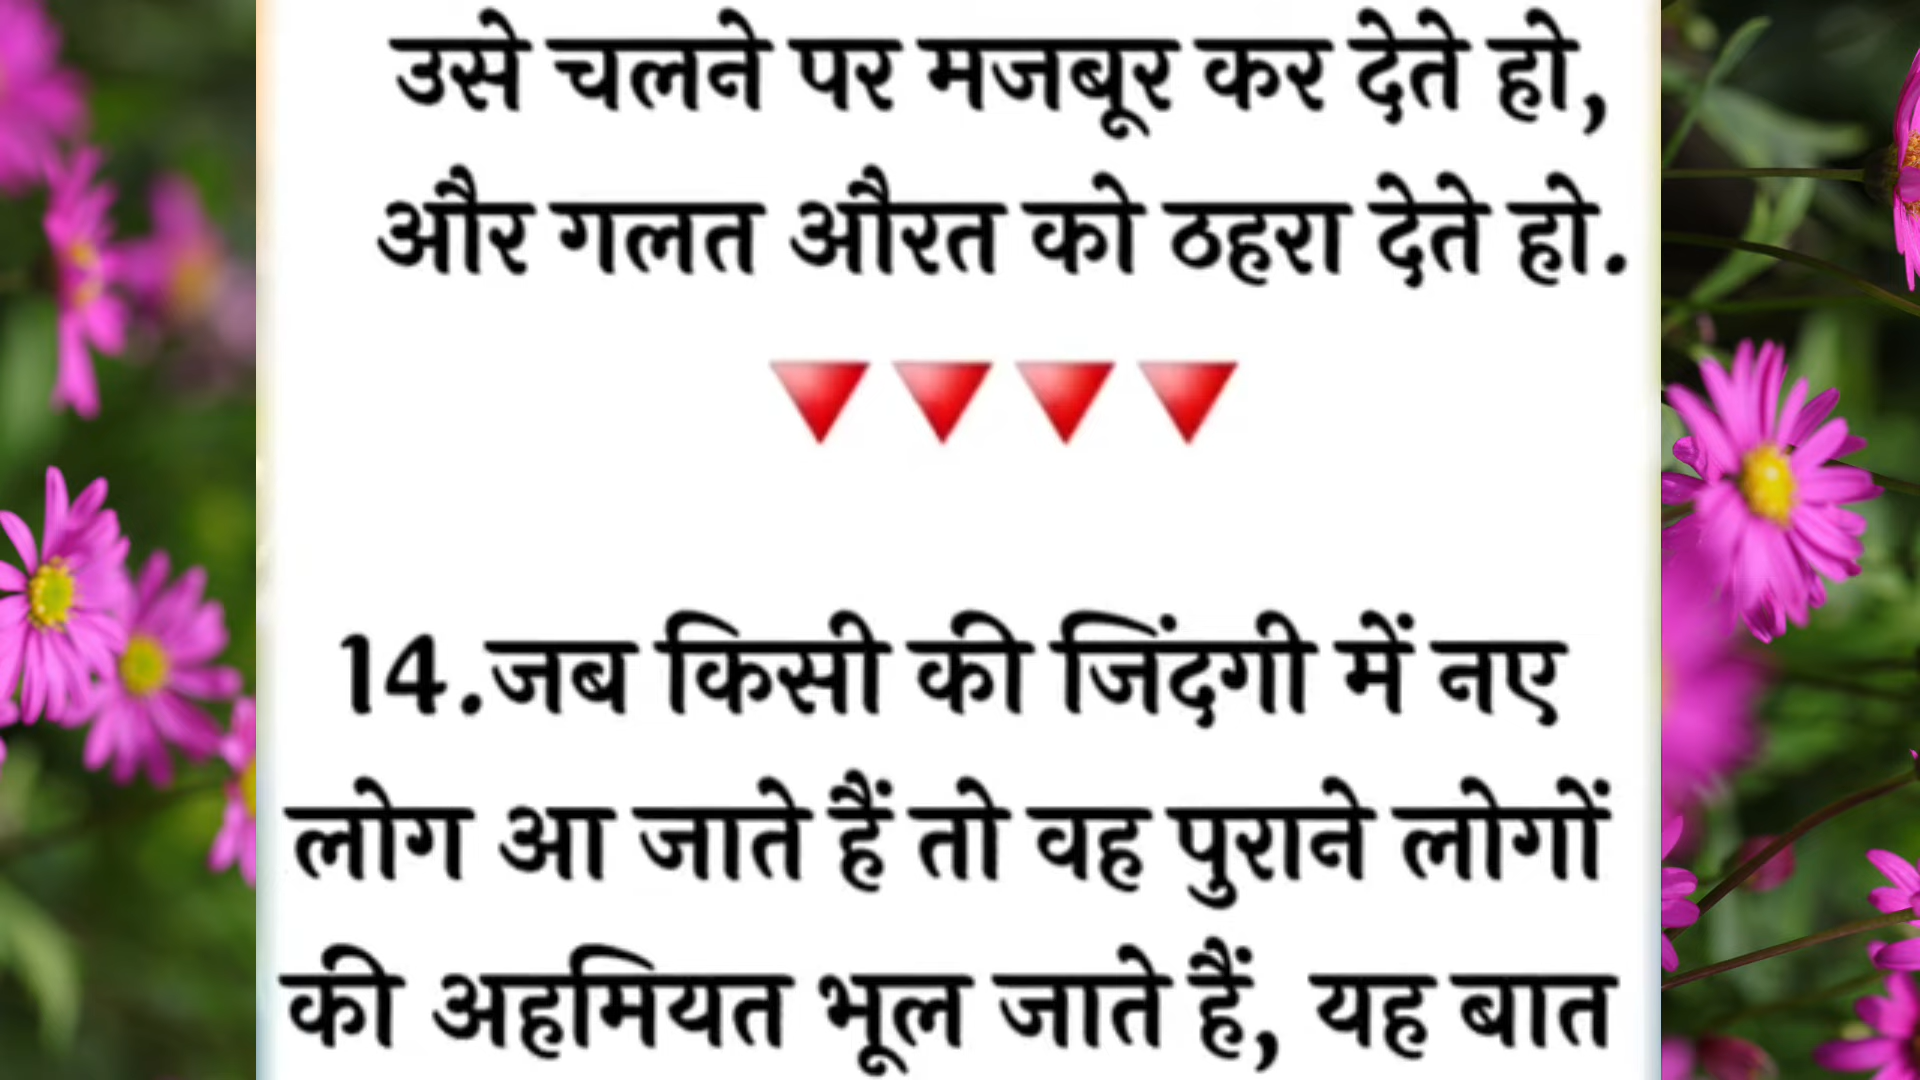 उसे चलने पर मजबूर कर देते हो,
और गलत औरत को ठहरा देते हो.
14.जब किसी की जिंदगी में नए
लोग आ जाते हैं तो वह पुराने लोगों
की अहमियत भूल जाते हैं, यह बात